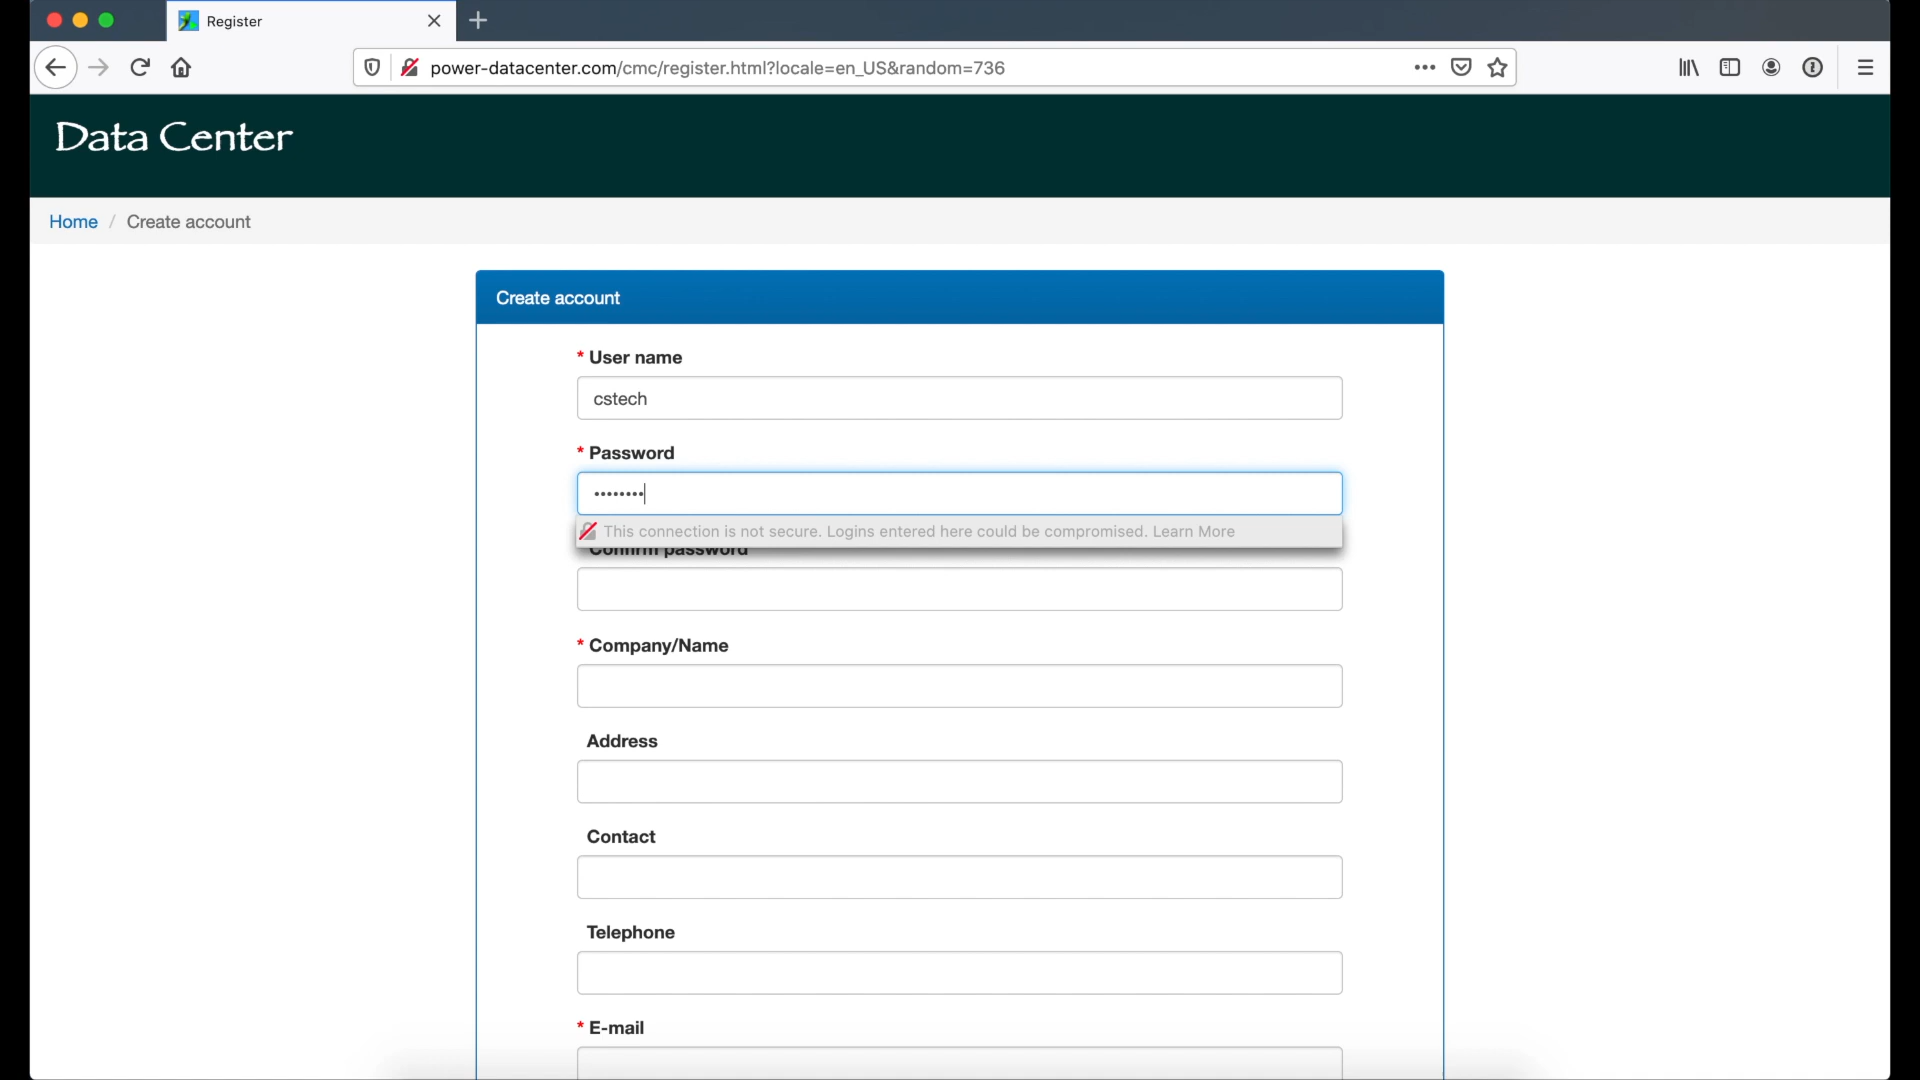 Register
power-datacenter.com/cmc/register.html?locale=en_US&random=736
Data Center
Home / Create account
Create account
* User name
cstech
* Password
••••••••
This connection is not secure. Logins entered here could be compromised. Learn More
Confirm password
* Company/Name
Address
Contact
Telephone
* E-mail